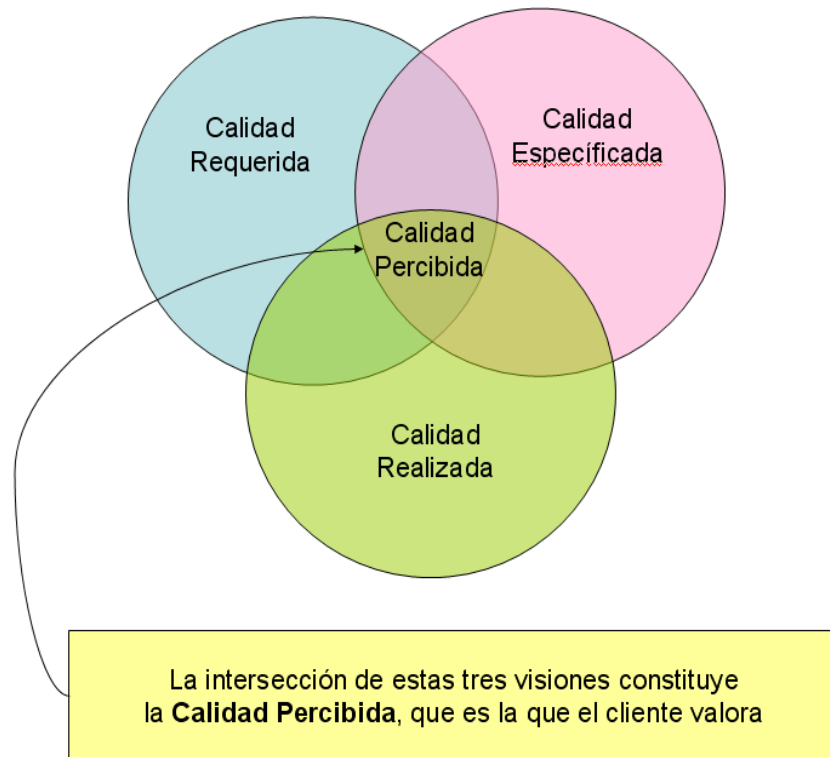 Calidad
Requerida
Calidad
Específicada
Calidad
Percibida
Calidad
Realizada
La intersección de estas tres visiones constituye
la Calidad Percibida, que es la que el cliente valora